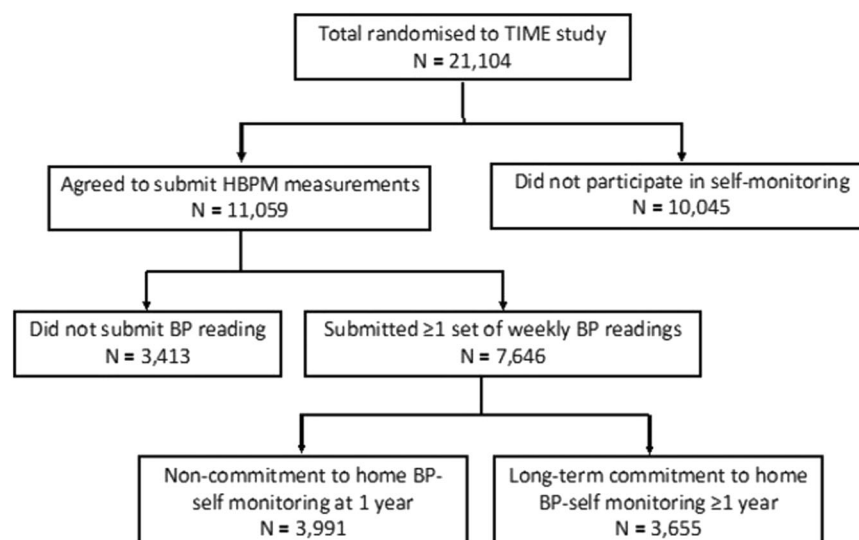 Total randomised to TIME study
N = 21,104
Agreed to submit HBPM measurements
N = 11,059
Did not participate in self-monitoring
N = 10,045
Did not submit BP reading
N = 3,413
Submitted ≥1 set of weekly BP readings
N = 7,646
Non-commitment to home BP-
self monitoring at 1 year
N = 3,991
Long-term commitment to home
BP-self monitoring ≥1 year
N = 3,655